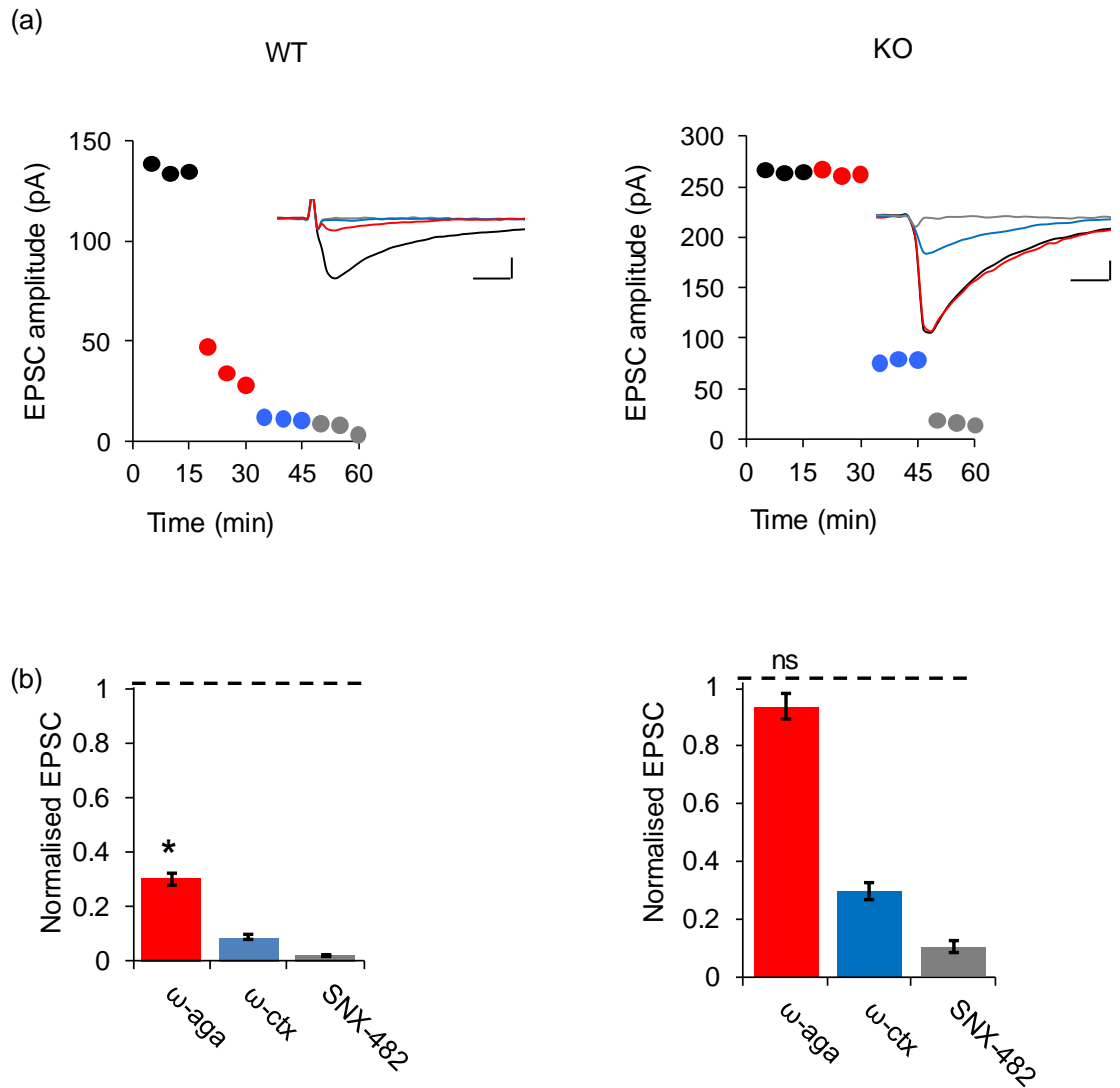 (a)
WT
KO
EPSC amplitude (pA)
150
100
50
0
0 15 30 45 60
Time (min)
EPSC amplitude (pA)
300
250
200
150
100
50
0
0 15 30 45 60
Time (min)
(b)
Normalised EPSC
1
0.8
0.6
0.4
0.2
0
*
ω-aga
ω-ctx
SNX-482
Normalised EPSC
ns
1
0.8
0.6
0.4
0.2
0
ω-aga
ω-ctx
SNX-482